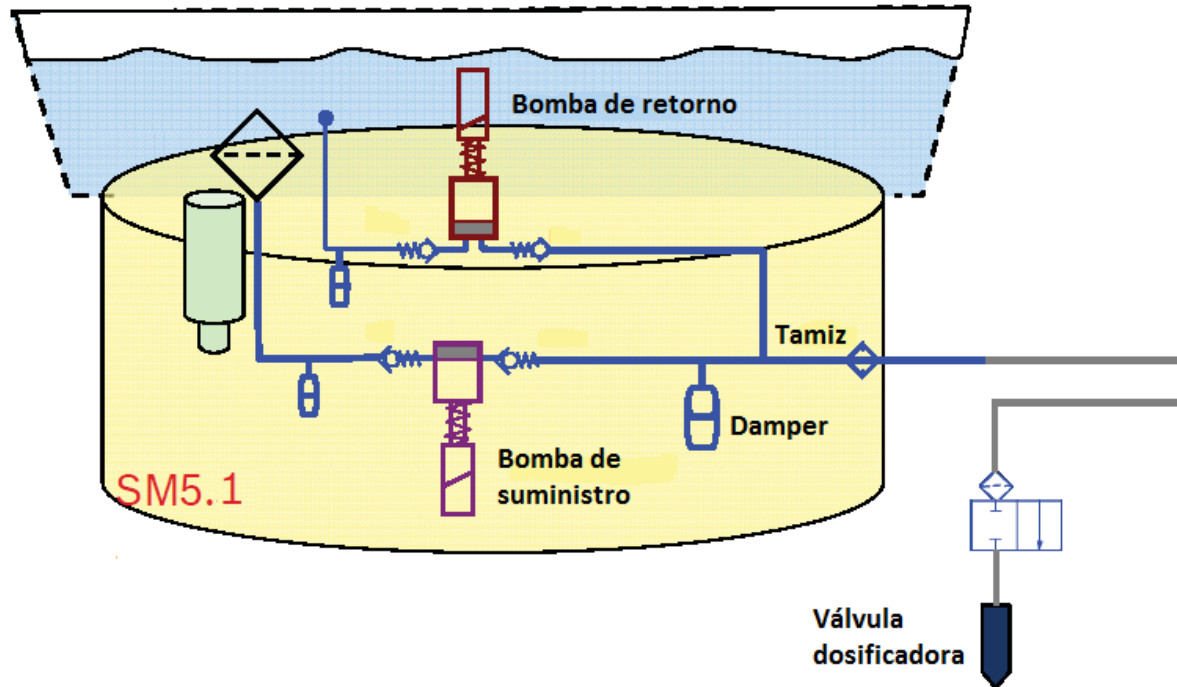 Bomba de retorno
Tamiz
Damper
Bomba de
suministro
SM5.1
Válvula
dosificadora